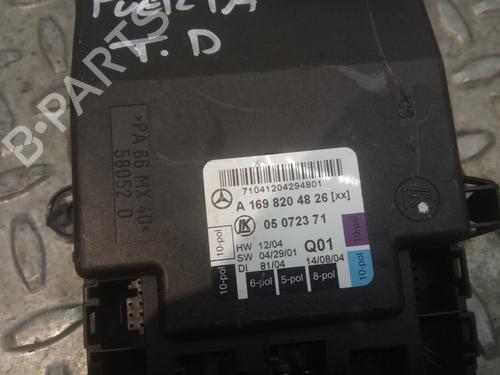 PUERTA
T. D
B-PARTS
>PA 66 MX 40<
58052 0
71041204294801
A 169 820 48 26 [xx]
LK 05 0723 71
HW 12/04 Q01
SW 04/29/01
DI 81/04 14/08/04
10-pol
10-pol
6-pol
5-pol
8-pol
10-pol
10-pol